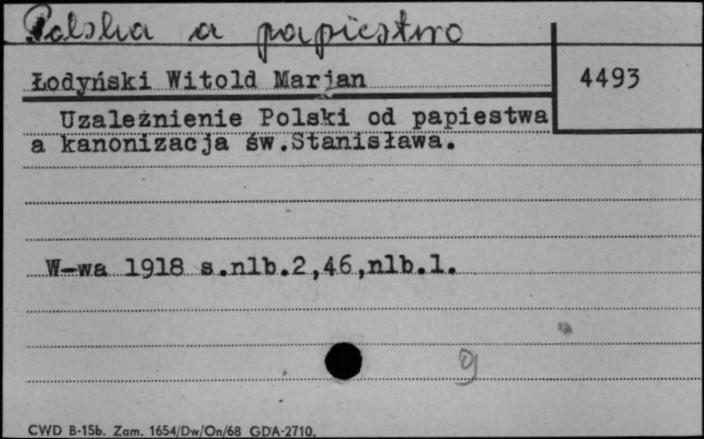 Polska a papiestwo
Łodyński Witold Marjan
4493
Uzależnienie Polski od papiestwa
a kanonizacja św.Stanisława.
W-wa 1918 s.nlb.2,46,nlb.1.
CWD B-15b. Zam. 1654/Dw/On/68 GDA-2710.